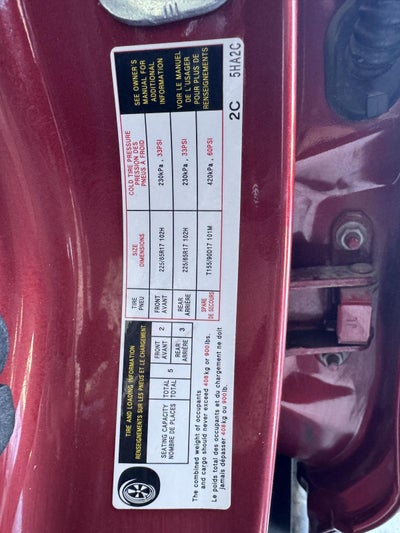 TIRE AND LOADING INFORMATION
RENSEIGNEMENTS SUR LES PNEUS ET LE CHARGEMENT
SEATING CAPACITY
NOMBRE DE PLACES
TOTAL
TOTAL
5
FRONT
AVANT
2
REAR
ARRIÈRE
3
The combined weight of occupants
and cargo should never exceed 408kg or 900lbs.
Le poids total des occupants et du chargement ne doit
jamais dépasser 408kg ou 900lb.
TIRE
PNEU
SIZE
DIMENSIONS
COLD TIRE PRESSURE
PRESSION DES
PNEUS À FROID
FRONT
AVANT
225/65R17 102H
230kPa, 33PSI
REAR
ARRIÈRE
225/65R17 102H
230kPa, 33PSI
SPARE
DE SECOURS
T155/90D17 101M
420kPa, 60PSI
SEE OWNER'S
MANUAL FOR
ADDITIONAL
INFORMATION
VOIR LE MANUEL
DE L'USAGER
POUR PLUS DE
RENSEIGNEMENTS
2C
5HA2C